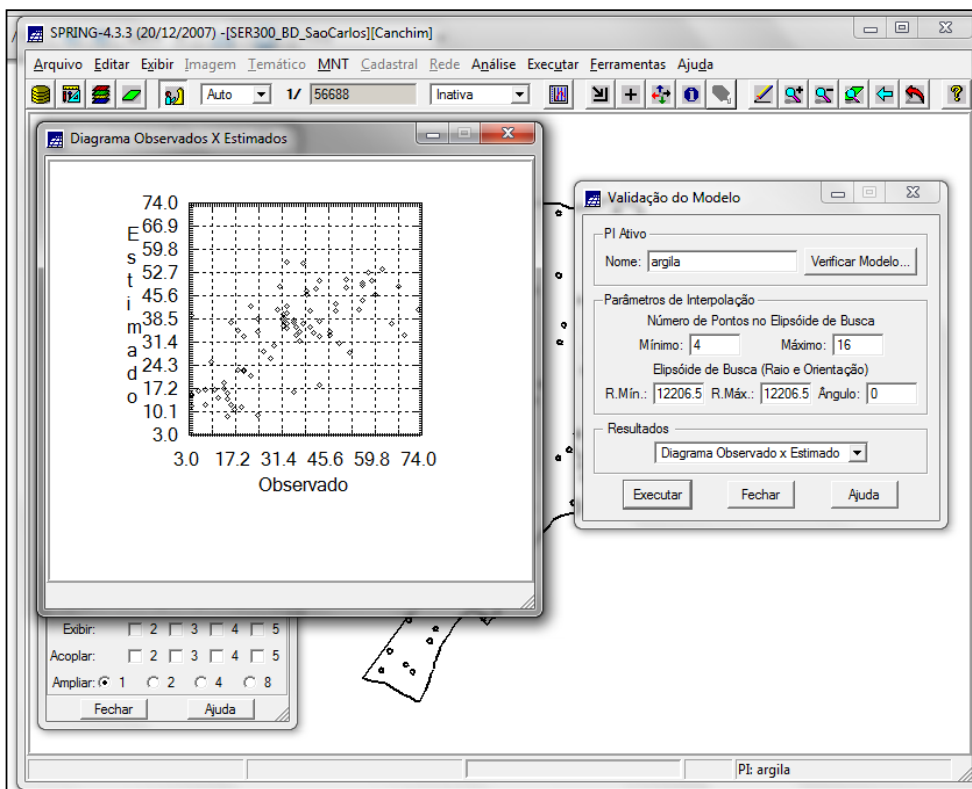 SPRING-4.3.3 (20/12/2007) -[SER300_BD_SaoCarlos][Canchim]
Arquivo Editar Exibir Imagem Temático MNT Cadastral Rede Análise Executar Ferramentas Ajuda
Auto 1/ 56688 Inativa
Diagrama Observados X Estimados
74.0
66.9
59.8
52.7
45.6
38.5
31.4
24.3
17.2
10.1
3.0
Estimado
3.0 17.2 31.4 45.6 59.8 74.0
Observado
Validação do Modelo
PI Ativo
Nome: argila Verificar Modelo...
Parâmetros de Interpolação
Número de Pontos no Elipsóide de Busca
Mínimo: 4 Máximo: 16
Elipsóide de Busca (Raio e Orientação)
R.Mín.: 12206.5 R.Máx.: 12206.5 Ângulo: 0
Resultados
Diagrama Observado x Estimado
Executar Fechar Ajuda
Exibir: 2 3 4 5
Acoplar: 2 3 4 5
Ampliar: 1 2 4 8
Fechar Ajuda
PI: argila